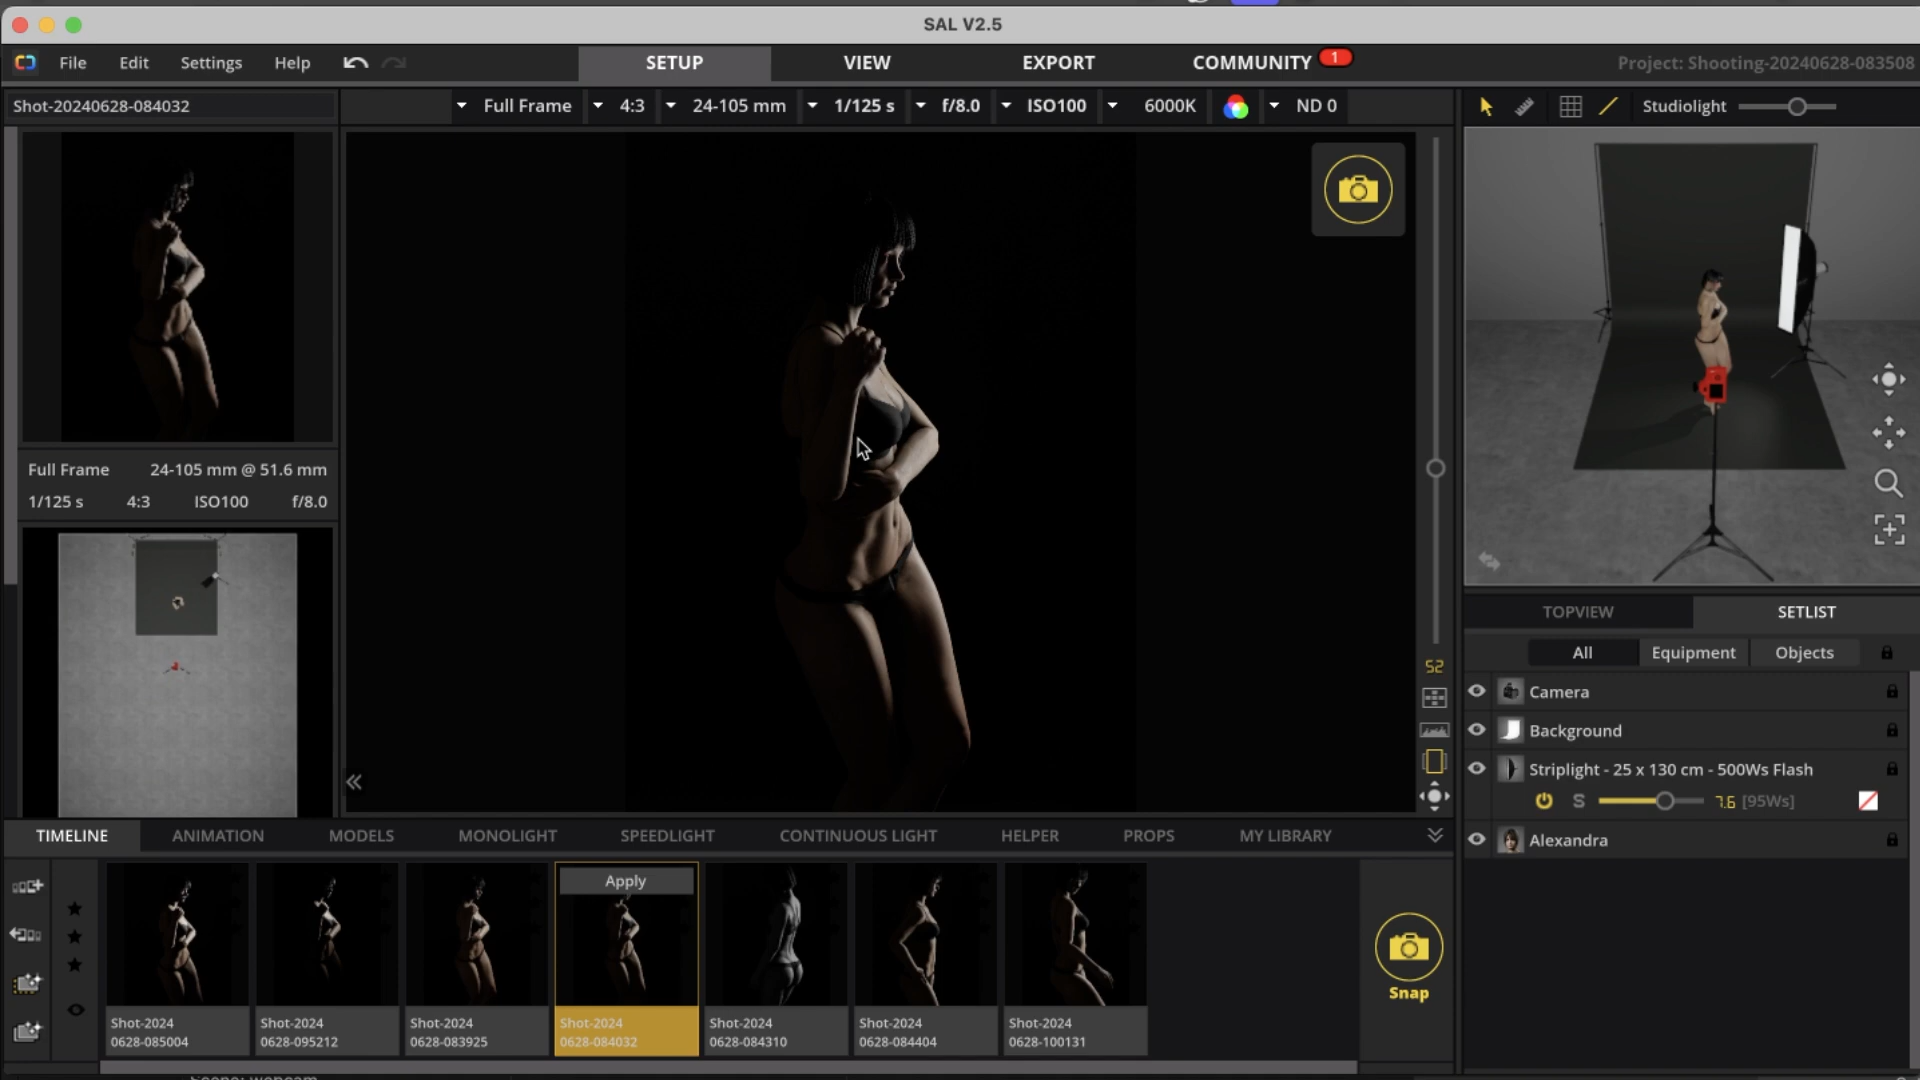 SAL V2.5
File Edit Settings Help SETUP VIEW EXPORT COMMUNITY 1 Project: Shooting-20240628-083508
Shot-20240628-084032 Full Frame 4:3 24-105 mm 1/125 s f/8.0 ISO100 6000K ND 0 Studiolight
Full Frame 24-105 mm @ 51.6 mm
1/125 s 4:3 ISO100 f/8.0
52
TOPVIEW SETLIST
All Equipment Objects
Camera
Background
Striplight - 25 x 130 cm - 500Ws Flash
S 7.6 [95Ws]
Alexandra
TIMELINE ANIMATION MODELS MONOLIGHT SPEEDLIGHT CONTINUOUS LIGHT HELPER PROPS MY LIBRARY
Apply
Snap
Shot-2024
0628-085004
Shot-2024
0628-095212
Shot-2024
0628-083925
Shot-2024
0628-084032
Shot-2024
0628-084310
Shot-2024
0628-084404
Shot-2024
0628-100131